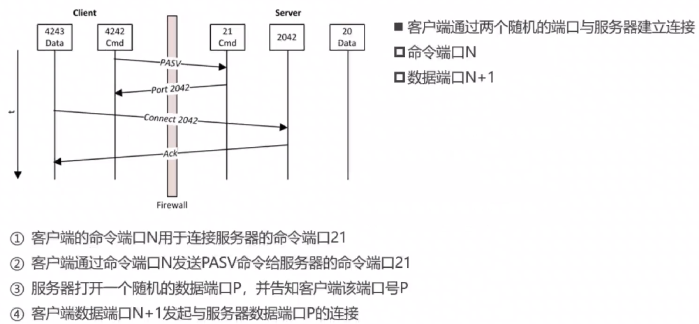 Client
Server
4243
Data
4242
Cmd
21
Cmd
2042
20
Data
PASV
Port 2042
Connect 2042
Ack
t
Firewall
■ 客户端通过两个随机的端口与服务器建立连接
□ 命令端口N
□ 数据端口N+1
① 客户端的命令端口N用于连接服务器的命令端口21
② 客户端通过命令端口N发送PASV命令给服务器的命令端口21
③ 服务器打开一个随机的数据端口P，并告知客户端该端口号P
④ 客户端数据端口N+1发起与服务器数据端口P的连接